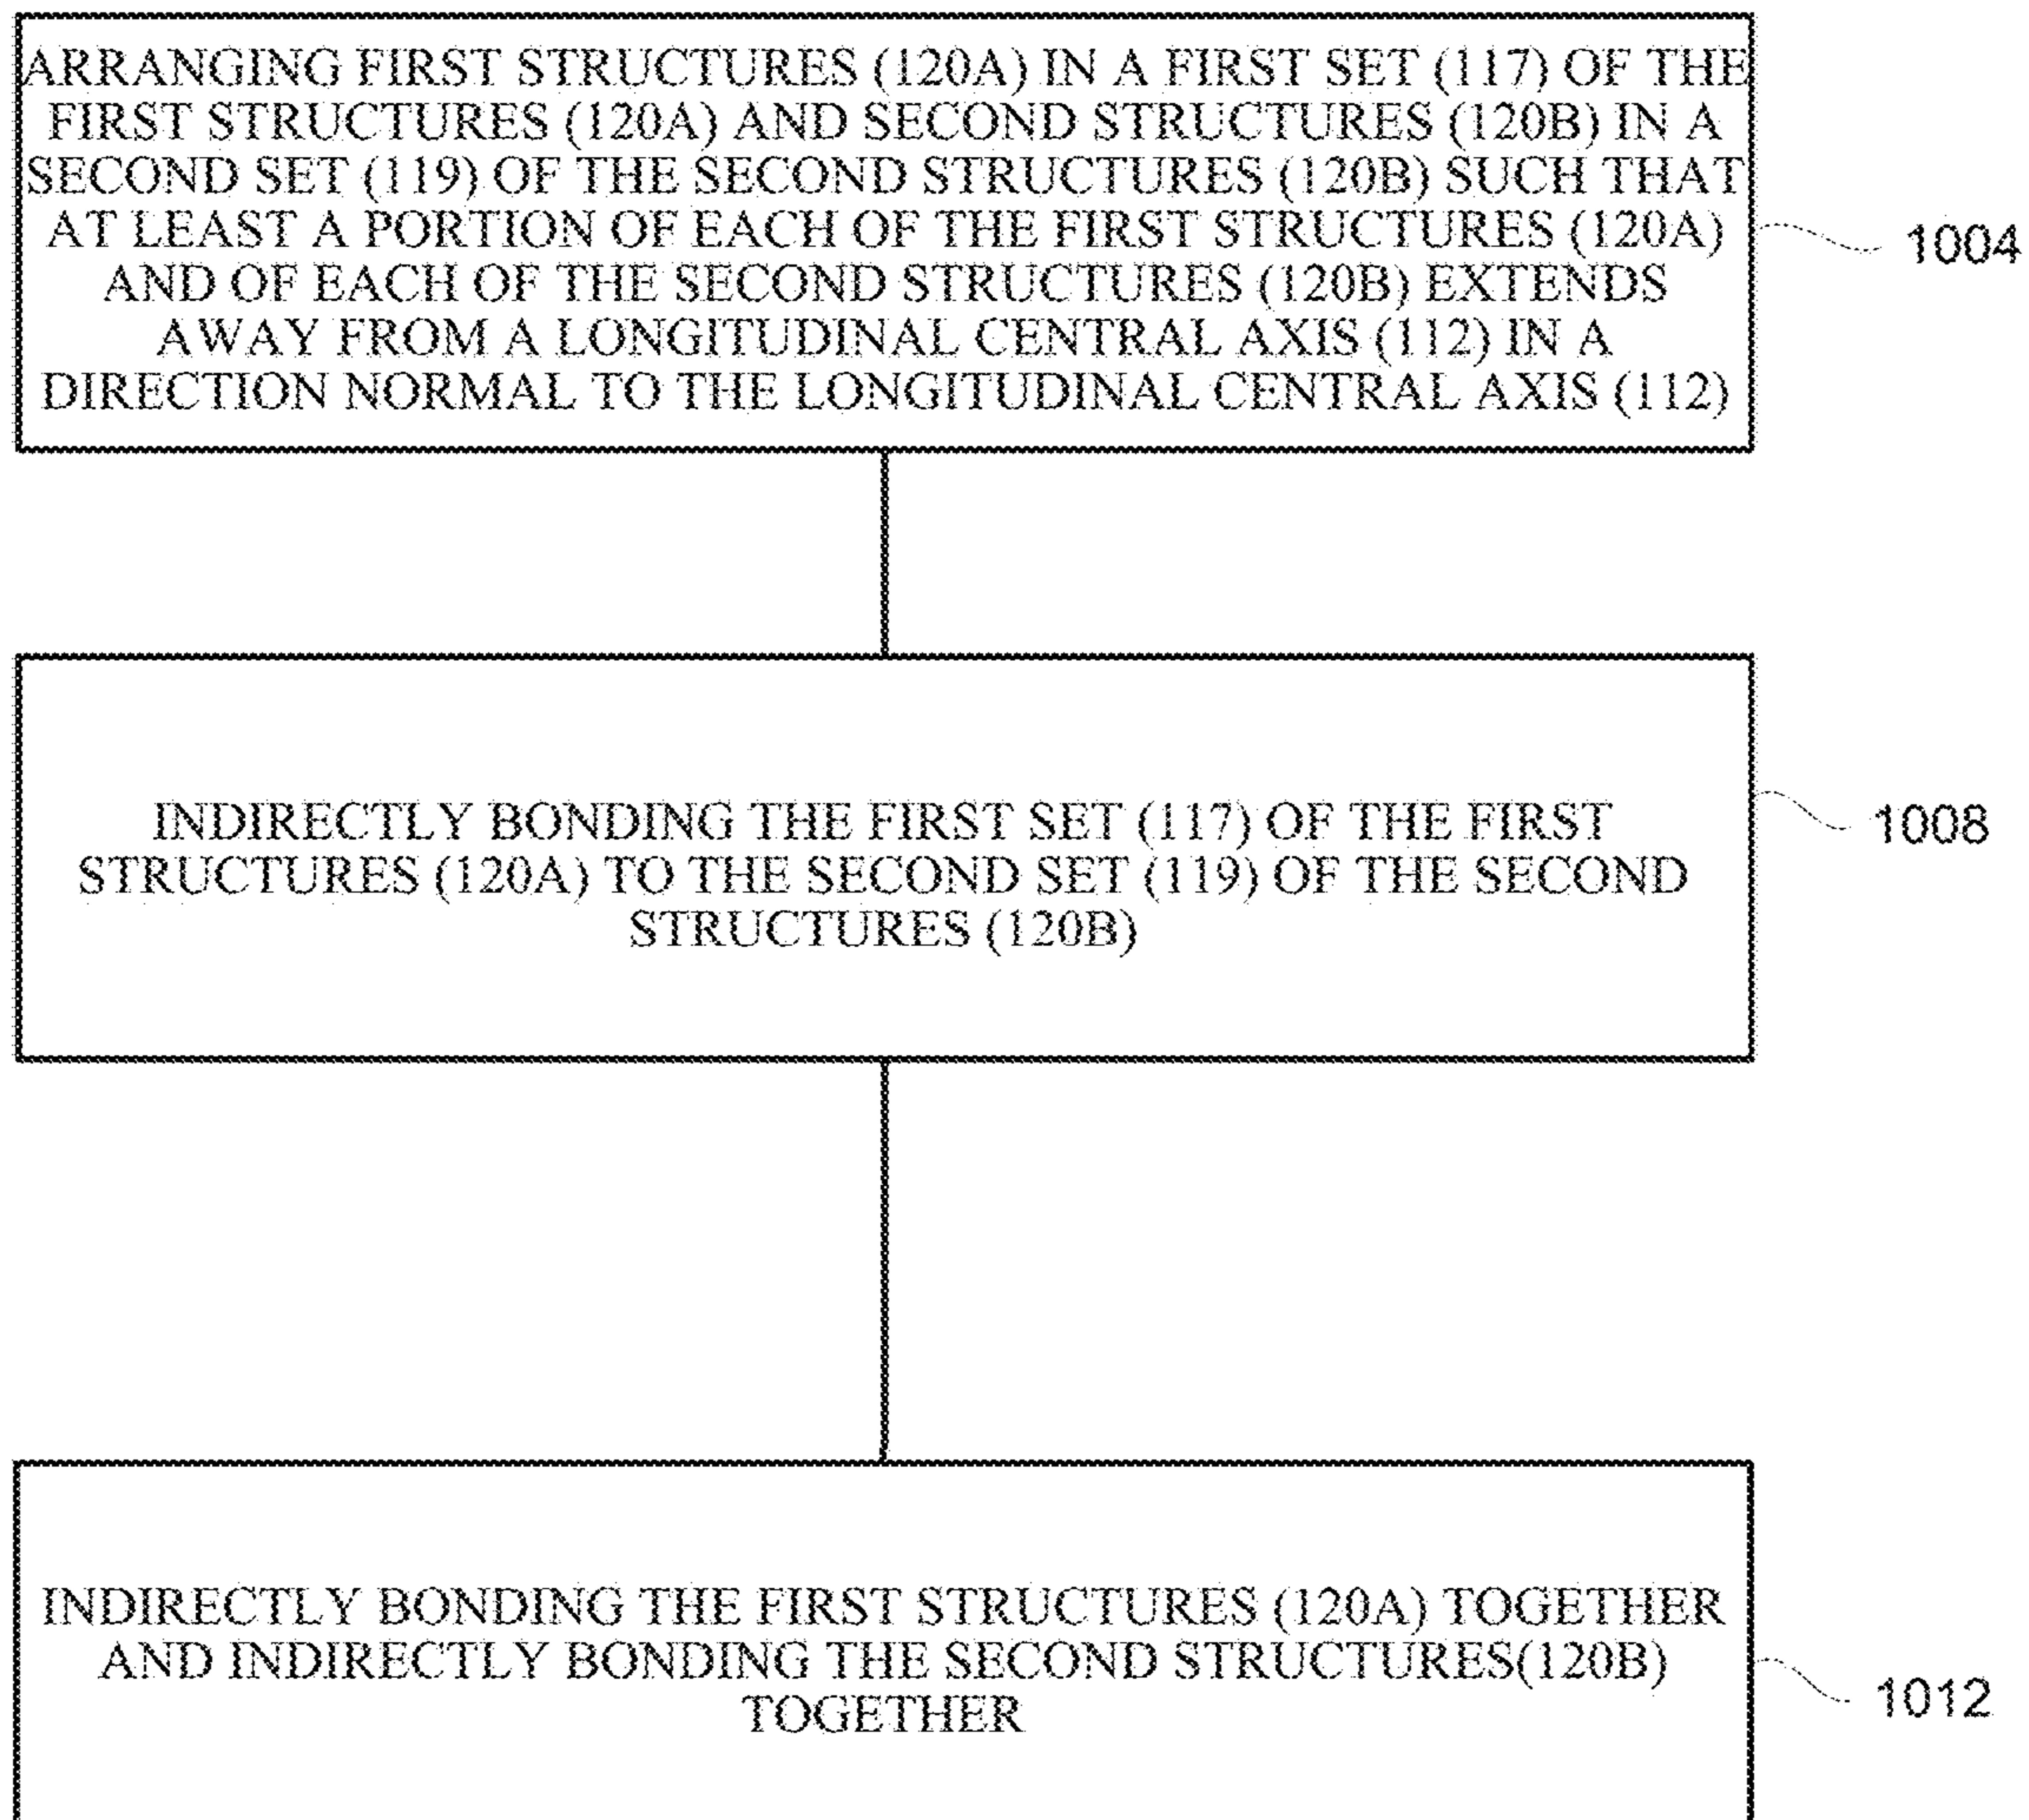 ARRANGING FIRST STRUCTURES (120A) IN A FIRST SET (117) OF THE
FIRST STRUCTURES (120A) AND SECOND STRUCTURES (120B) IN A
SECOND SET (119) OF THE SECOND STRUCTURES (120B) SUCH THAT
AT LEAST A PORTION OF EACH OF THE FIRST STRUCTURES (120A)
AND OF EACH OF THE SECOND STRUCTURES (120B) EXTENDS
AWAY FROM A LONGITUDINAL CENTRAL AXIS (112) IN A
DIRECTION NORMAL TO THE LONGITUDINAL CENTRAL AXIS (112)
1004
INDIRECTLY BONDING THE FIRST SET (117) OF THE FIRST
STRUCTURES (120A) TO THE SECOND SET (119) OF THE SECOND
STRUCTURES (120B)
1008
INDIRECTLY BONDING THE FIRST STRUCTURES (120A) TOGETHER
AND INDIRECTLY BONDING THE SECOND STRUCTURES(120B)
TOGETHER
1012